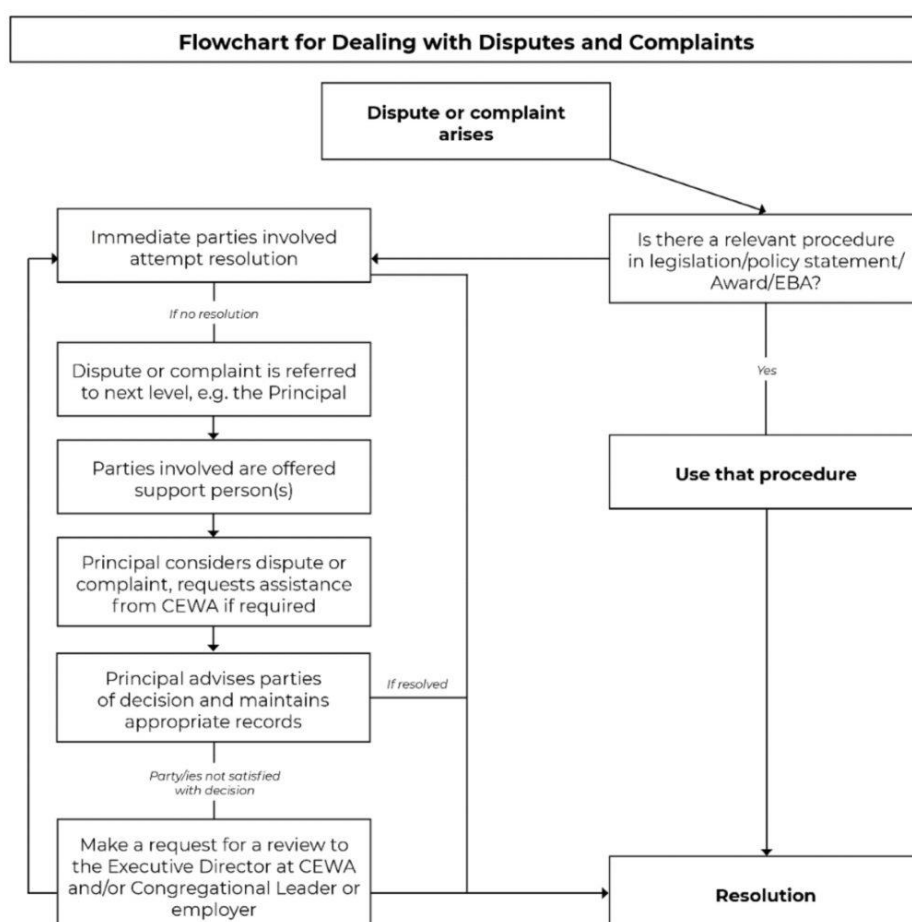 Flowchart for Dealing with Disputes and Complaints
Dispute or complaint
arises
Is there a relevant procedure
in legislation/policy statement/
Award/EBA?
Immediate parties involved
attempt resolution
If no resolution
Dispute or complaint is referred
to next level, e.g. the Principal
Yes
Parties involved are offered
support person(s)
Use that procedure
Principal considers dispute or
complaint, requests assistance
from CEWA if required
Principal advises parties
of decision and maintains
appropriate records
If resolved
Party/ies not satisfied
with decision
Make a request for a review to
the Executive Director at CEWA
and/or Congregational Leader or
employer
Resolution